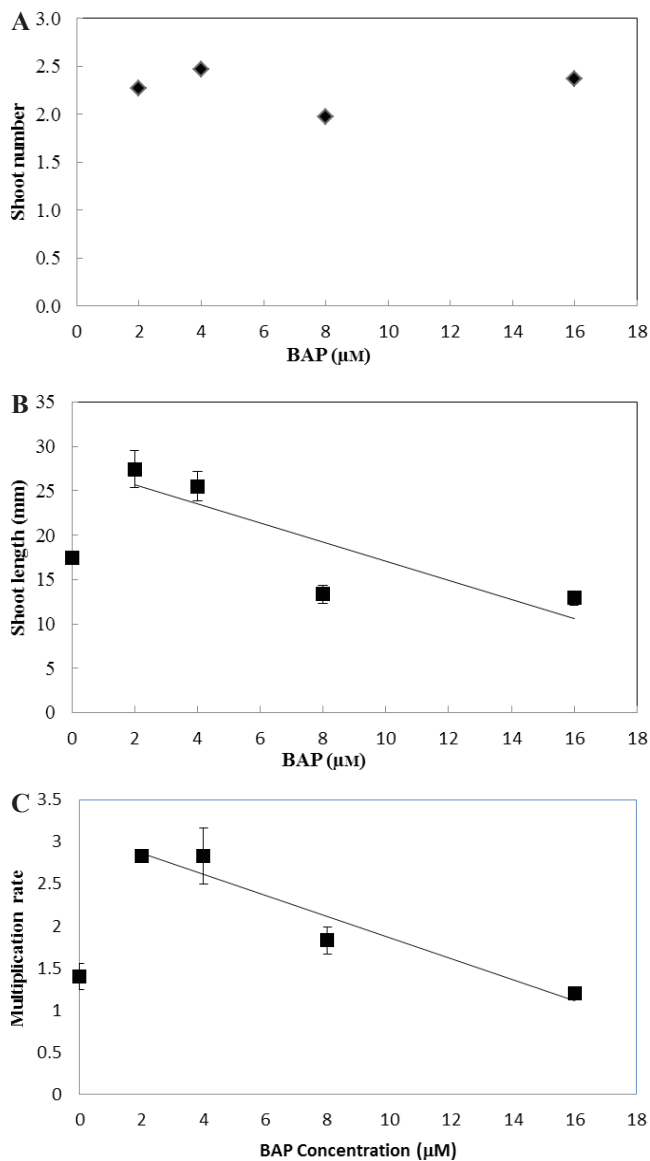 A
3.0
2.5
2.0
1.5
1.0
0.5
0.0
Shoot number
0 2 4 6 8 10 12 14 16 18
BAP (µM)
B
35
30
25
20
15
10
5
0
Shoot length (mm)
0 2 4 6 8 10 12 14 16 18
BAP (µM)
C
3.5
3
2.5
2
1.5
1
0.5
0
Multiplication rate
0 2 4 6 8 10 12 14 16 18
BAP Concentration (µM)